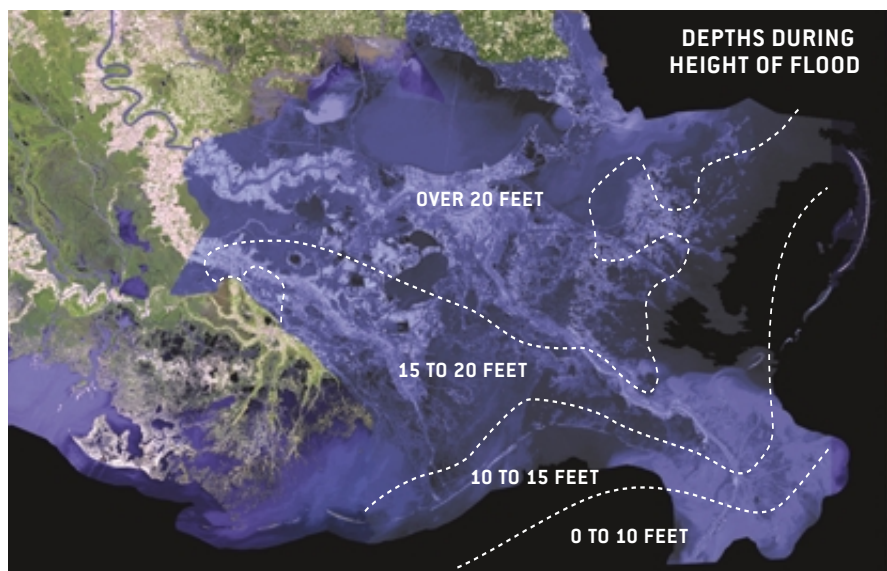 DEPTHS DURING
HEIGHT OF FLOOD
OVER 20 FEET
15 TO 20 FEET
10 TO 15 FEET
0 TO 10 FEET